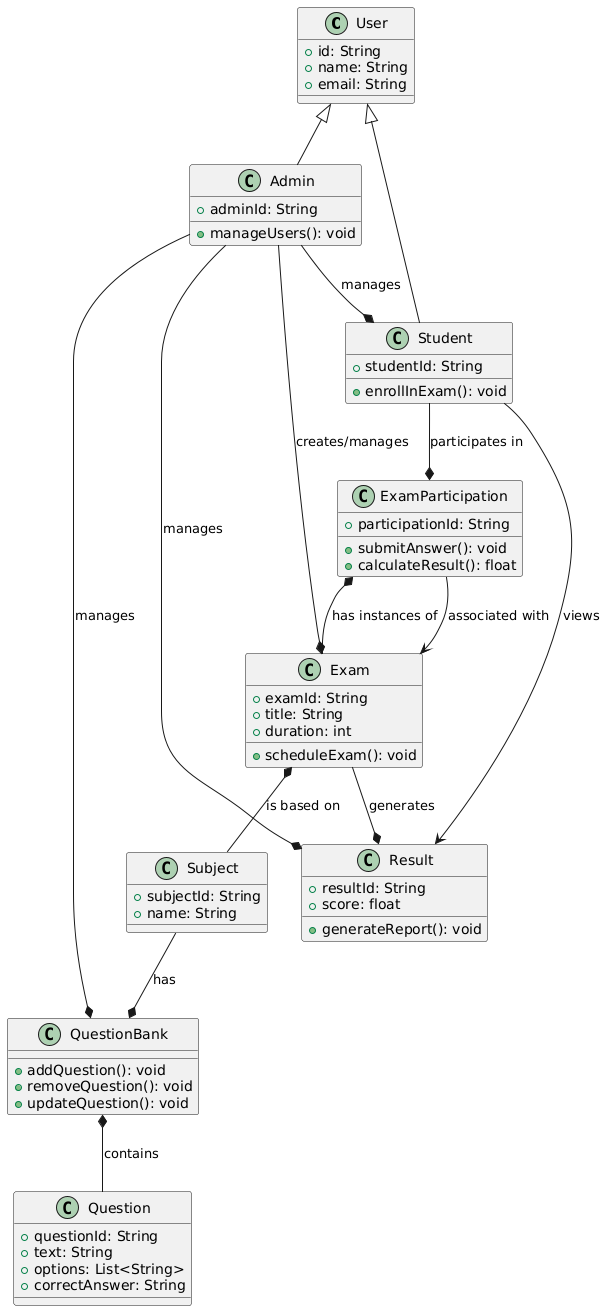 C User
id: String
name: String
email: String
C Admin
adminId: String
manageUsers(): void
manages
C Student
studentId: String
enrollInExam(): void
creates/manages
participates in
C ExamParticipation
participationId: String
submitAnswer(): void
calculateResult(): float
manages
manages
has instances of
associated with
views
C Exam
examId: String
title: String
duration: int
scheduleExam(): void
is based on
generates
C Subject
subjectId: String
name: String
C Result
resultId: String
score: float
generateReport(): void
has
C QuestionBank
addQuestion(): void
removeQuestion(): void
updateQuestion(): void
contains
C Question
questionId: String
text: String
options: List<String>
correctAnswer: String